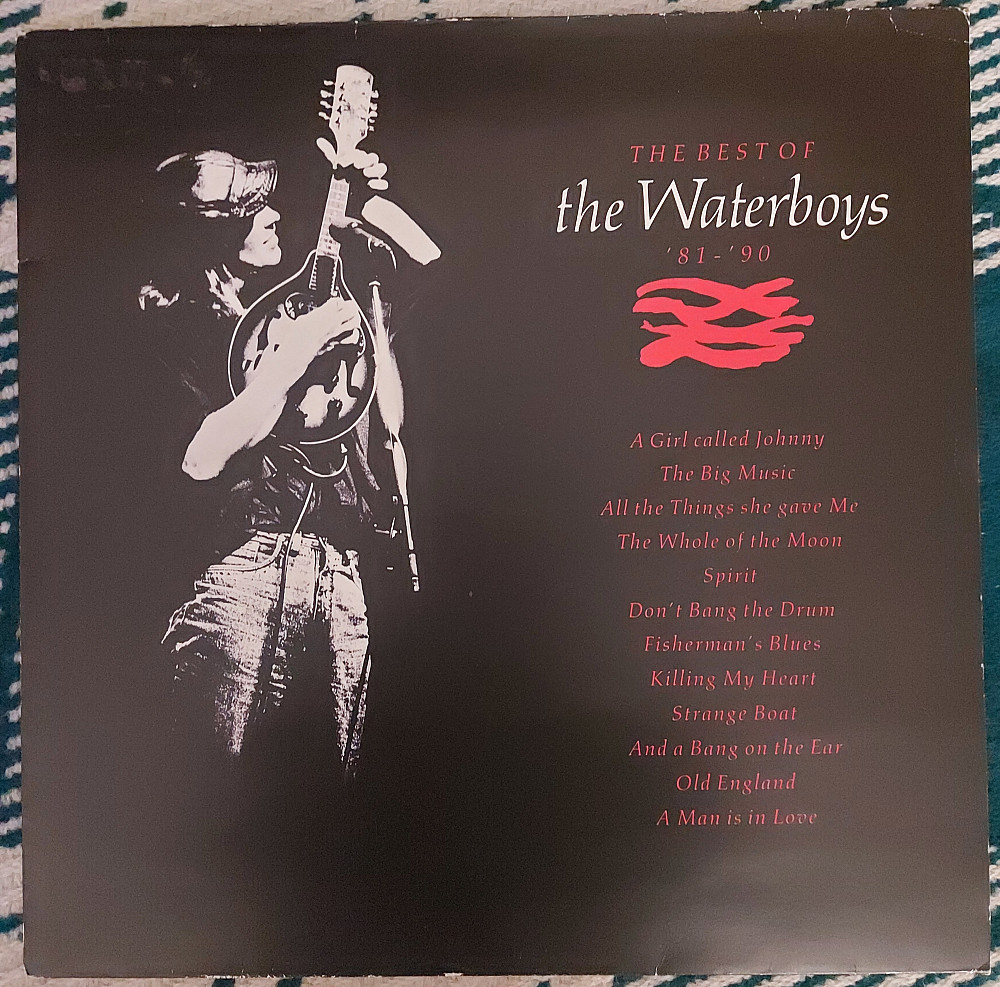 THE BEST OF
the Waterboys
'81-'90
A Girl called Johnny
The Big Music
All the Things she gave Me
The Whole of the Moon
Spirit
Don't Bang the Drum
Fisherman's Blues
Killing My Heart
Strange Boat
And a Bang on the Ear
Old England
A Man is in Love